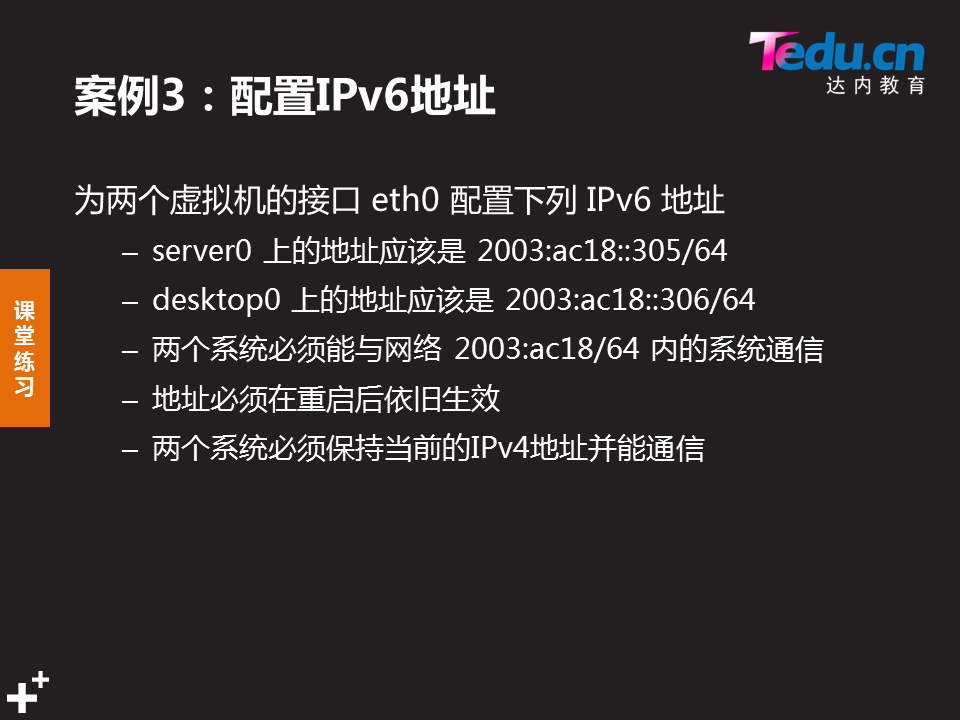 Tedu.cn
达内教育
案例3：配置IPv6地址
为两个虚拟机的接口 eth0 配置下列 IPv6 地址
– server0 上的地址应该是 2003:ac18::305/64
– desktop0 上的地址应该是 2003:ac18::306/64
– 两个系统必须能与网络 2003:ac18/64 内的系统通信
– 地址必须在重启后依旧生效
– 两个系统必须保持当前的IPv4地址并能通信
课
堂
练
习